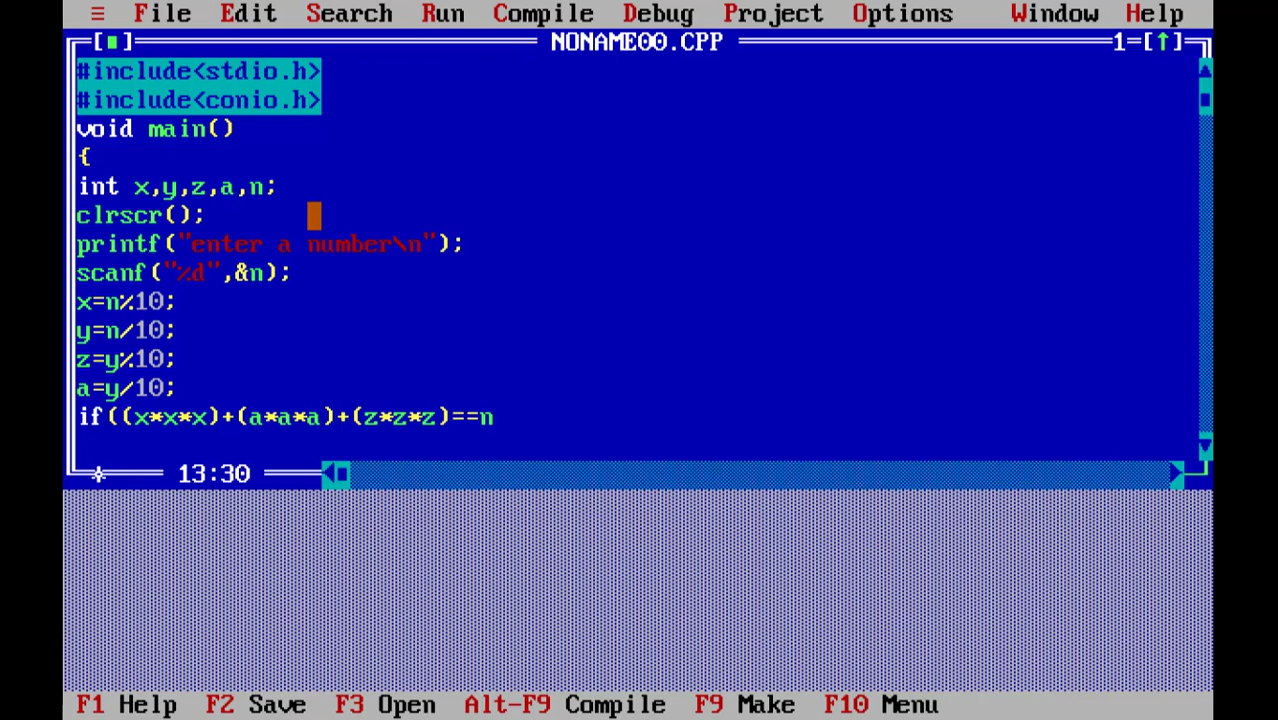 ≡ File Edit Search Run Compile Debug Project Options Window Help
[■] NONAME00.CPP 1=[↑]
#include<stdio.h>
#include<conio.h>
void main()
{
int x,y,z,a,n;
clrscr();
printf("enter a number\n");
scanf("%d",&n);
x=n%10;
y=n/10;
z=y%10;
a=y/10;
if((x*x*x)+(a*a*a)+(z*z*z)==n
13:30
F1 Help F2 Save F3 Open Alt-F9 Compile F9 Make F10 Menu